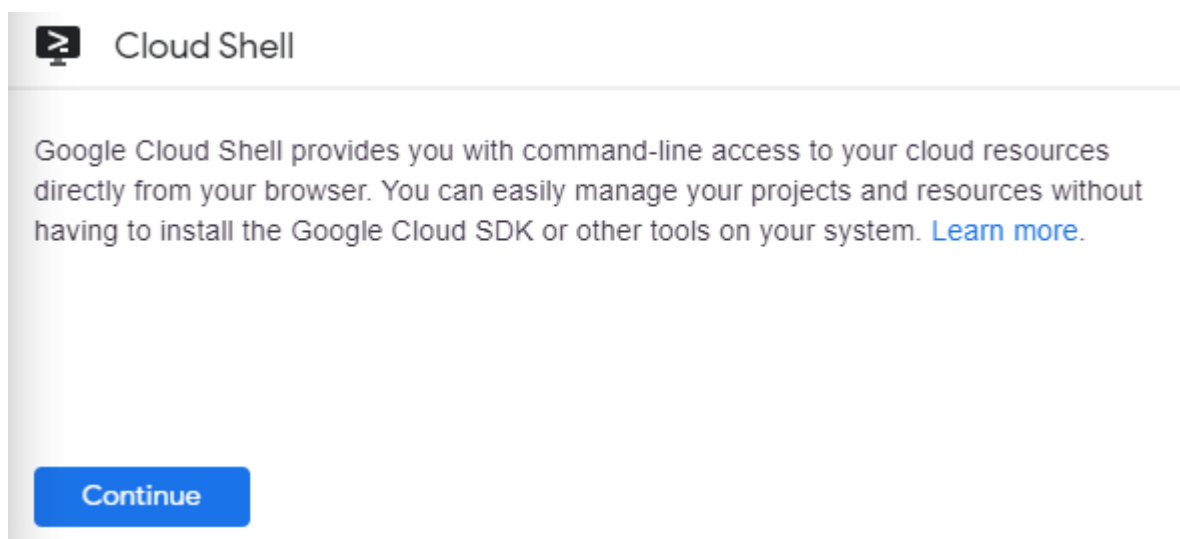 Cloud Shell
Google Cloud Shell provides you with command-line access to your cloud resources
directly from your browser. You can easily manage your projects and resources without
having to install the Google Cloud SDK or other tools on your system. Learn more.
Continue